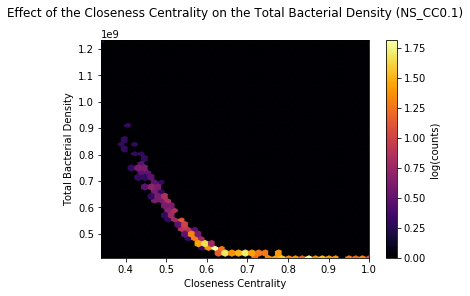 Effect of the Closeness Centrality on the Total Bacterial Density (NS_CC0.1)
1e9
1.2
1.1
1.0
0.9
0.8
0.7
0.6
0.5
Total Bacterial Density
0.4 0.5 0.6 0.7 0.8 0.9 1.0
Closeness Centrality
1.75
1.50
1.25
1.00
0.75
0.50
0.25
0.00
log(counts)